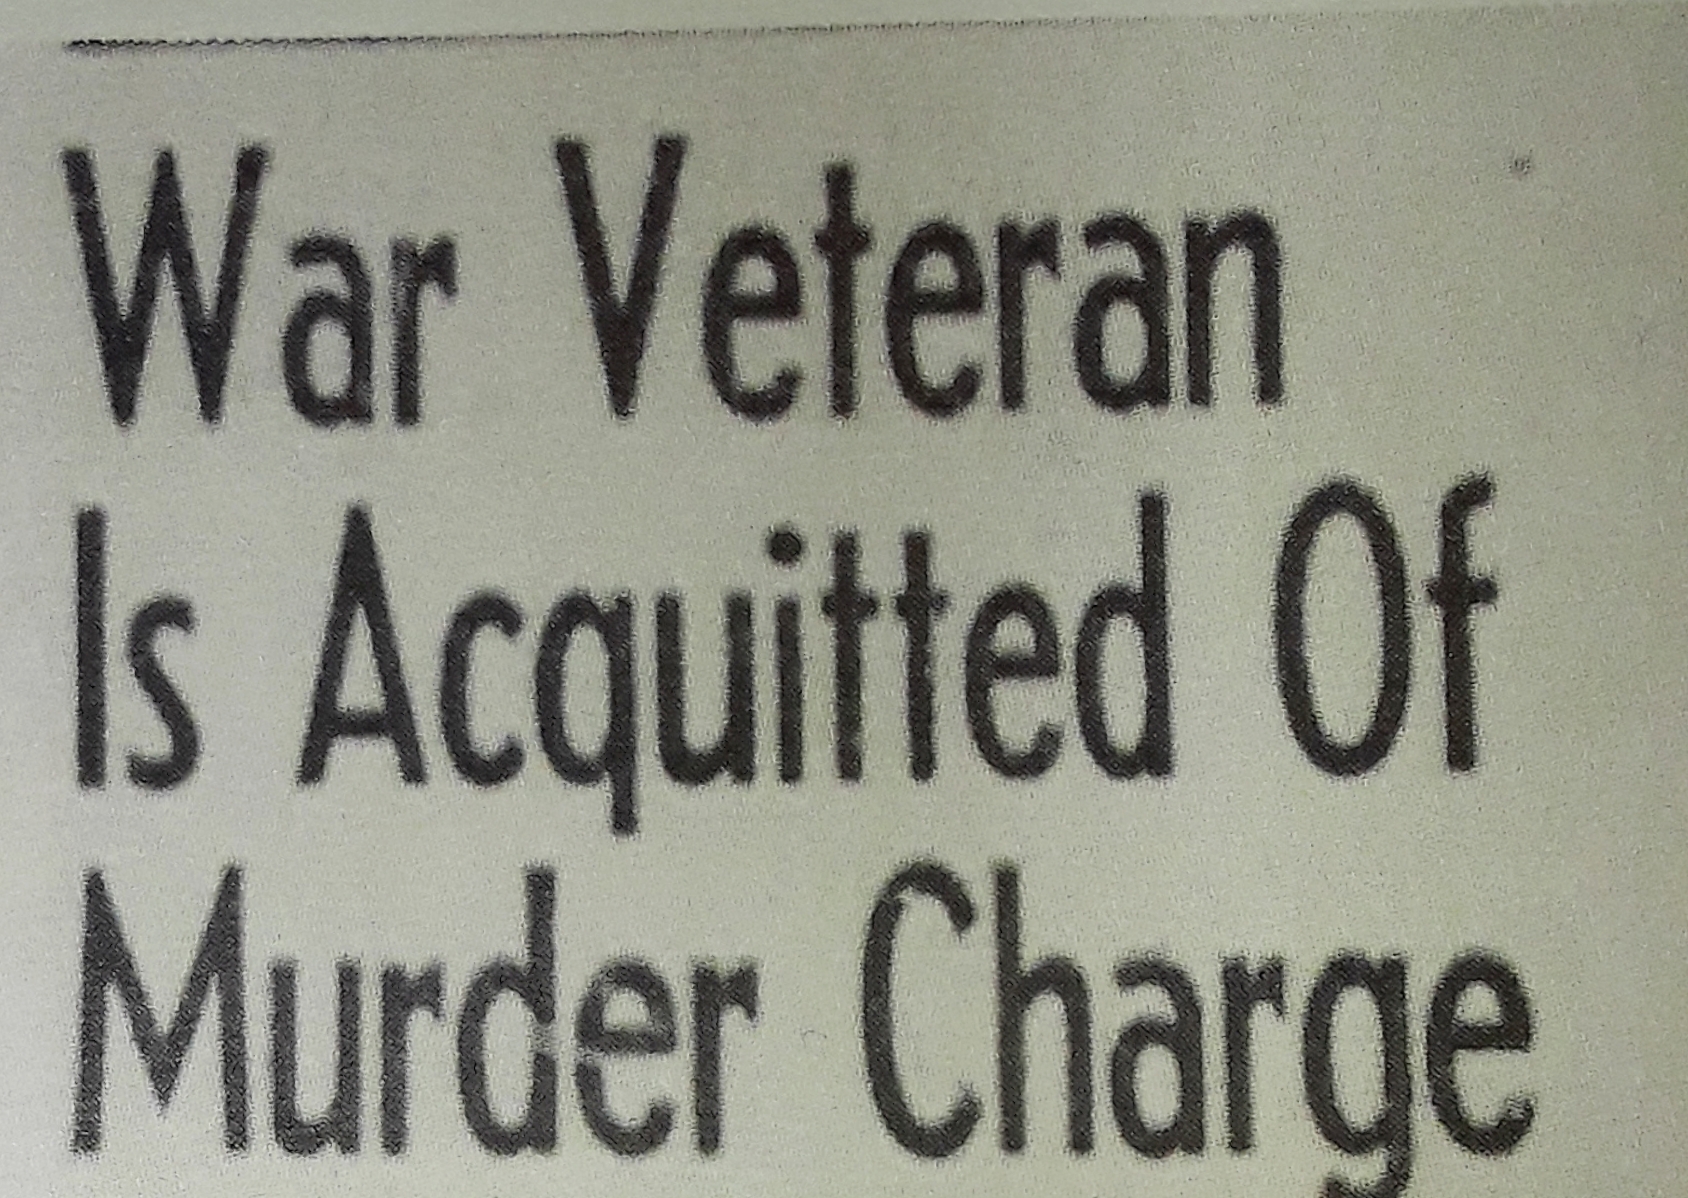 War Veteran
Is Acquitted Of
Murder Charge